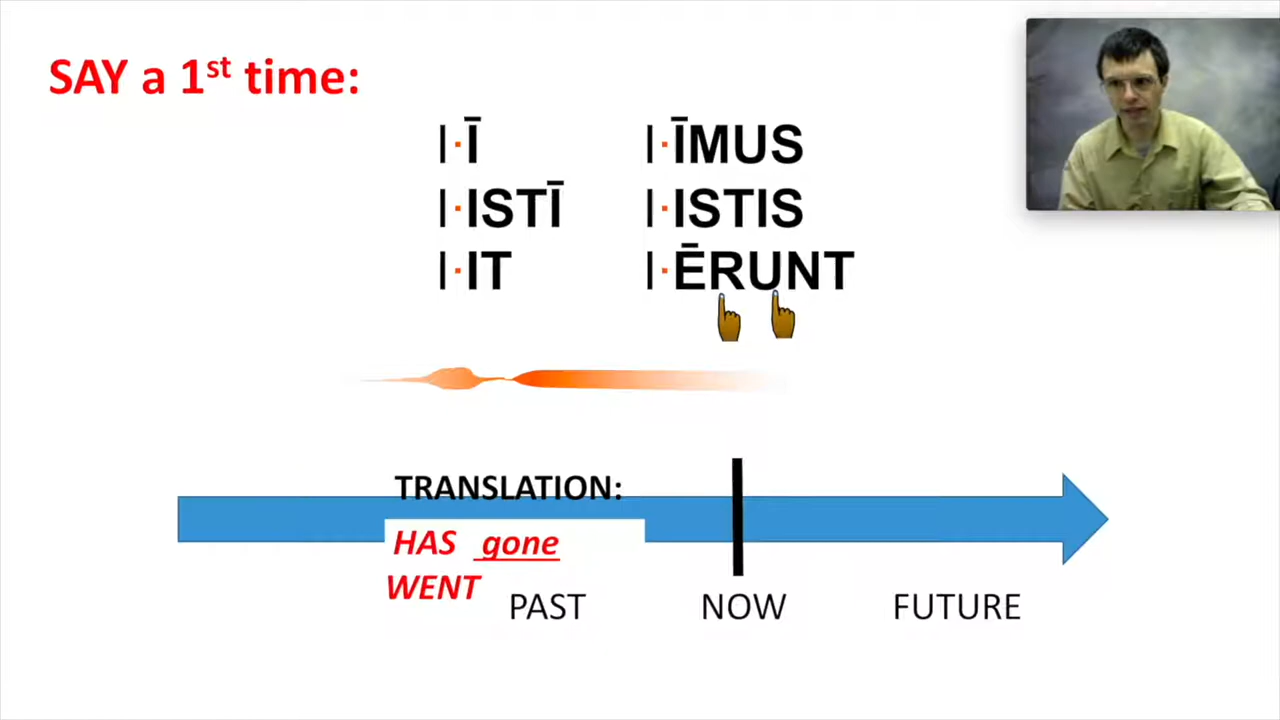 SAY a 1st time:
I·Ī I·ĪMUS
I·ISTĪ I·ISTIS
I·IT I·ĒRUNT
TRANSLATION:
HAS gone
WENT
PAST NOW FUTURE